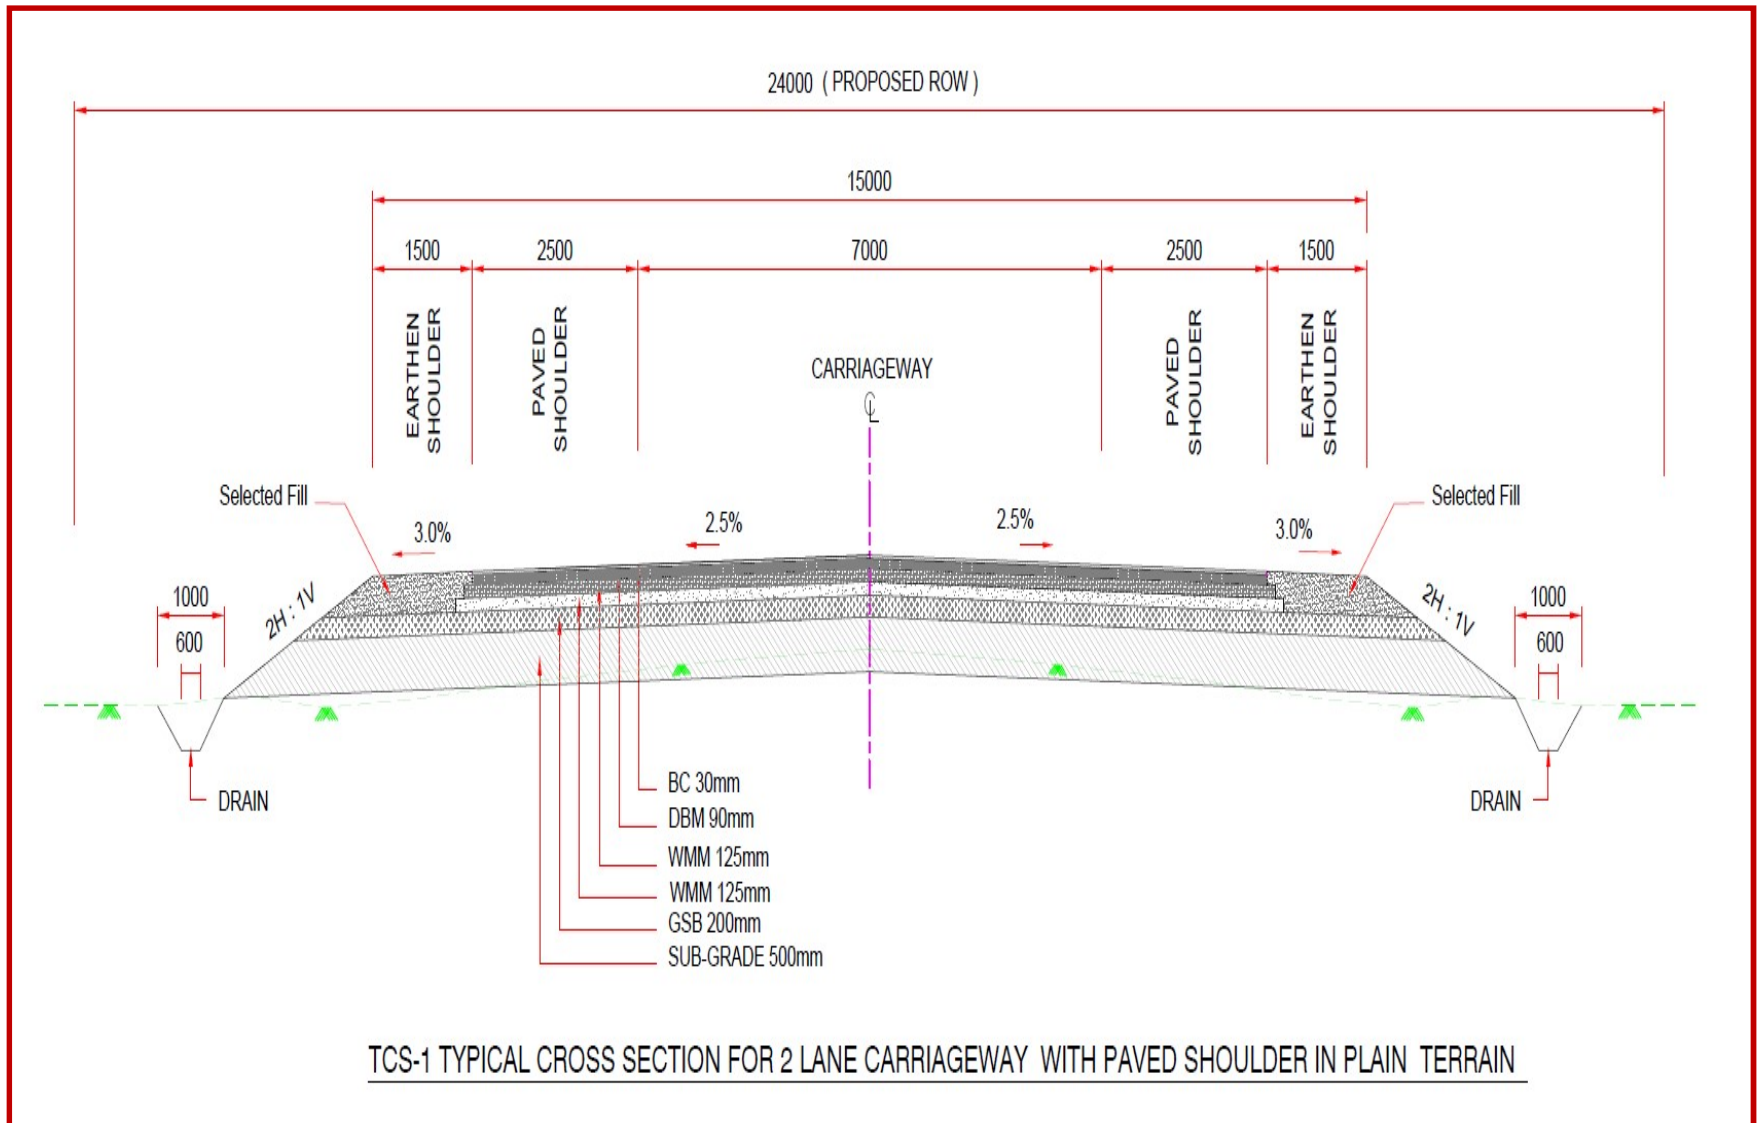 24000 ( PROPOSED ROW )
15000
1500
2500
7000
2500
1500
EARTHEN
SHOULDER
PAVED
SHOULDER
CARRIAGEWAY
CL
PAVED
SHOULDER
EARTHEN
SHOULDER
Selected Fill
Selected Fill
3.0%
2.5%
2.5%
3.0%
1000
2H : 1V
2H : 1V
1000
600
600
BC 30mm
DRAIN
DRAIN
DBM 90mm
WMM 125mm
WMM 125mm
GSB 200mm
SUB-GRADE 500mm
TCS-1 TYPICAL CROSS SECTION FOR 2 LANE CARRIAGEWAY WITH PAVED SHOULDER IN PLAIN TERRAIN